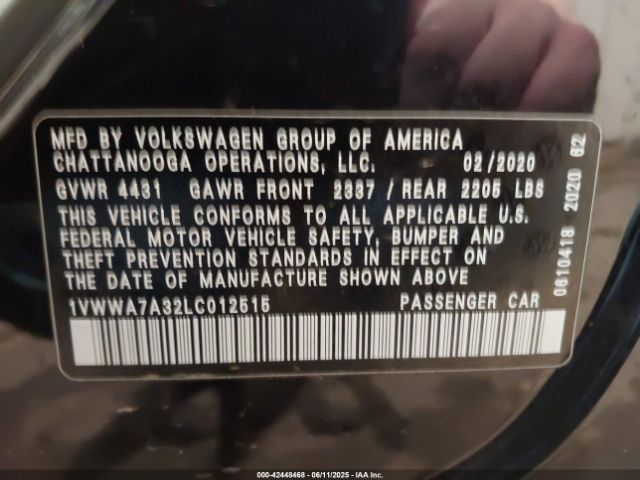 MFD BY VOLKSWAGEN GROUP OF AMERICA
CHATTANOOGA OPERATIONS, LLC. 02/2020
GVWR 4431 GAWR FRONT 2337 / REAR 2205 LBS
THIS VEHICLE CONFORMS TO ALL APPLICABLE U.S.
FEDERAL MOTOR VEHICLE SAFETY, BUMPER AND
THEFT PREVENTION STANDARDS IN EFFECT ON
THE DATE OF MANUFACTURE SHOWN ABOVE
1VWWA7A32LC012515 PASSENGER CAR
0610418 2020 62
000-42448468 - 06/11/2025 - IAA Inc.